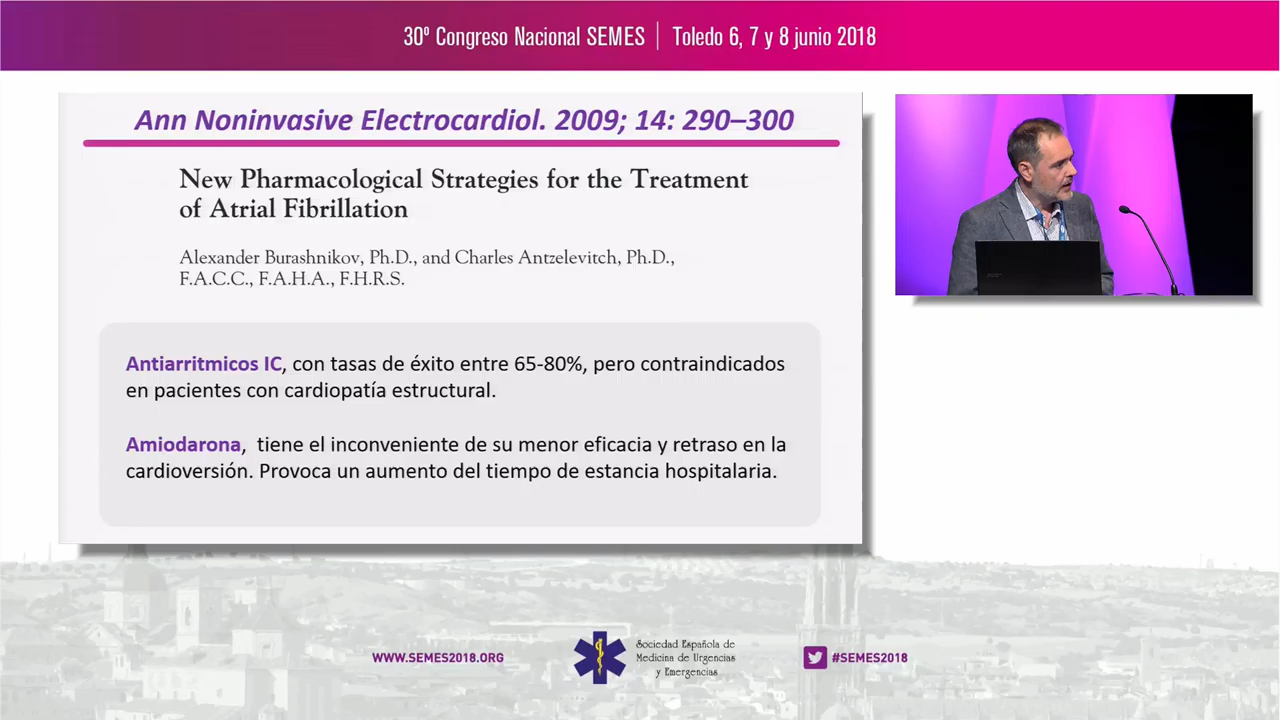 30º Congreso Nacional SEMES | Toledo 6, 7 y 8 junio 2018
Ann Noninvasive Electrocardiol. 2009; 14: 290–300
New Pharmacological Strategies for the Treatment
of Atrial Fibrillation
Alexander Burashnikov, Ph.D., and Charles Antzelevitch, Ph.D.,
F.A.C.C., F.A.H.A., F.H.R.S.
Antiarritmicos IC, con tasas de éxito entre 65-80%, pero contraindicados
en pacientes con cardiopatía estructural.
Amiodarona, tiene el inconveniente de su menor eficacia y retraso en la
cardioversión. Provoca un aumento del tiempo de estancia hospitalaria.
WWW.SEMES2018.ORG
Sociedad Española de
Medicina de Urgencias
y Emergencias
#SEMES2018